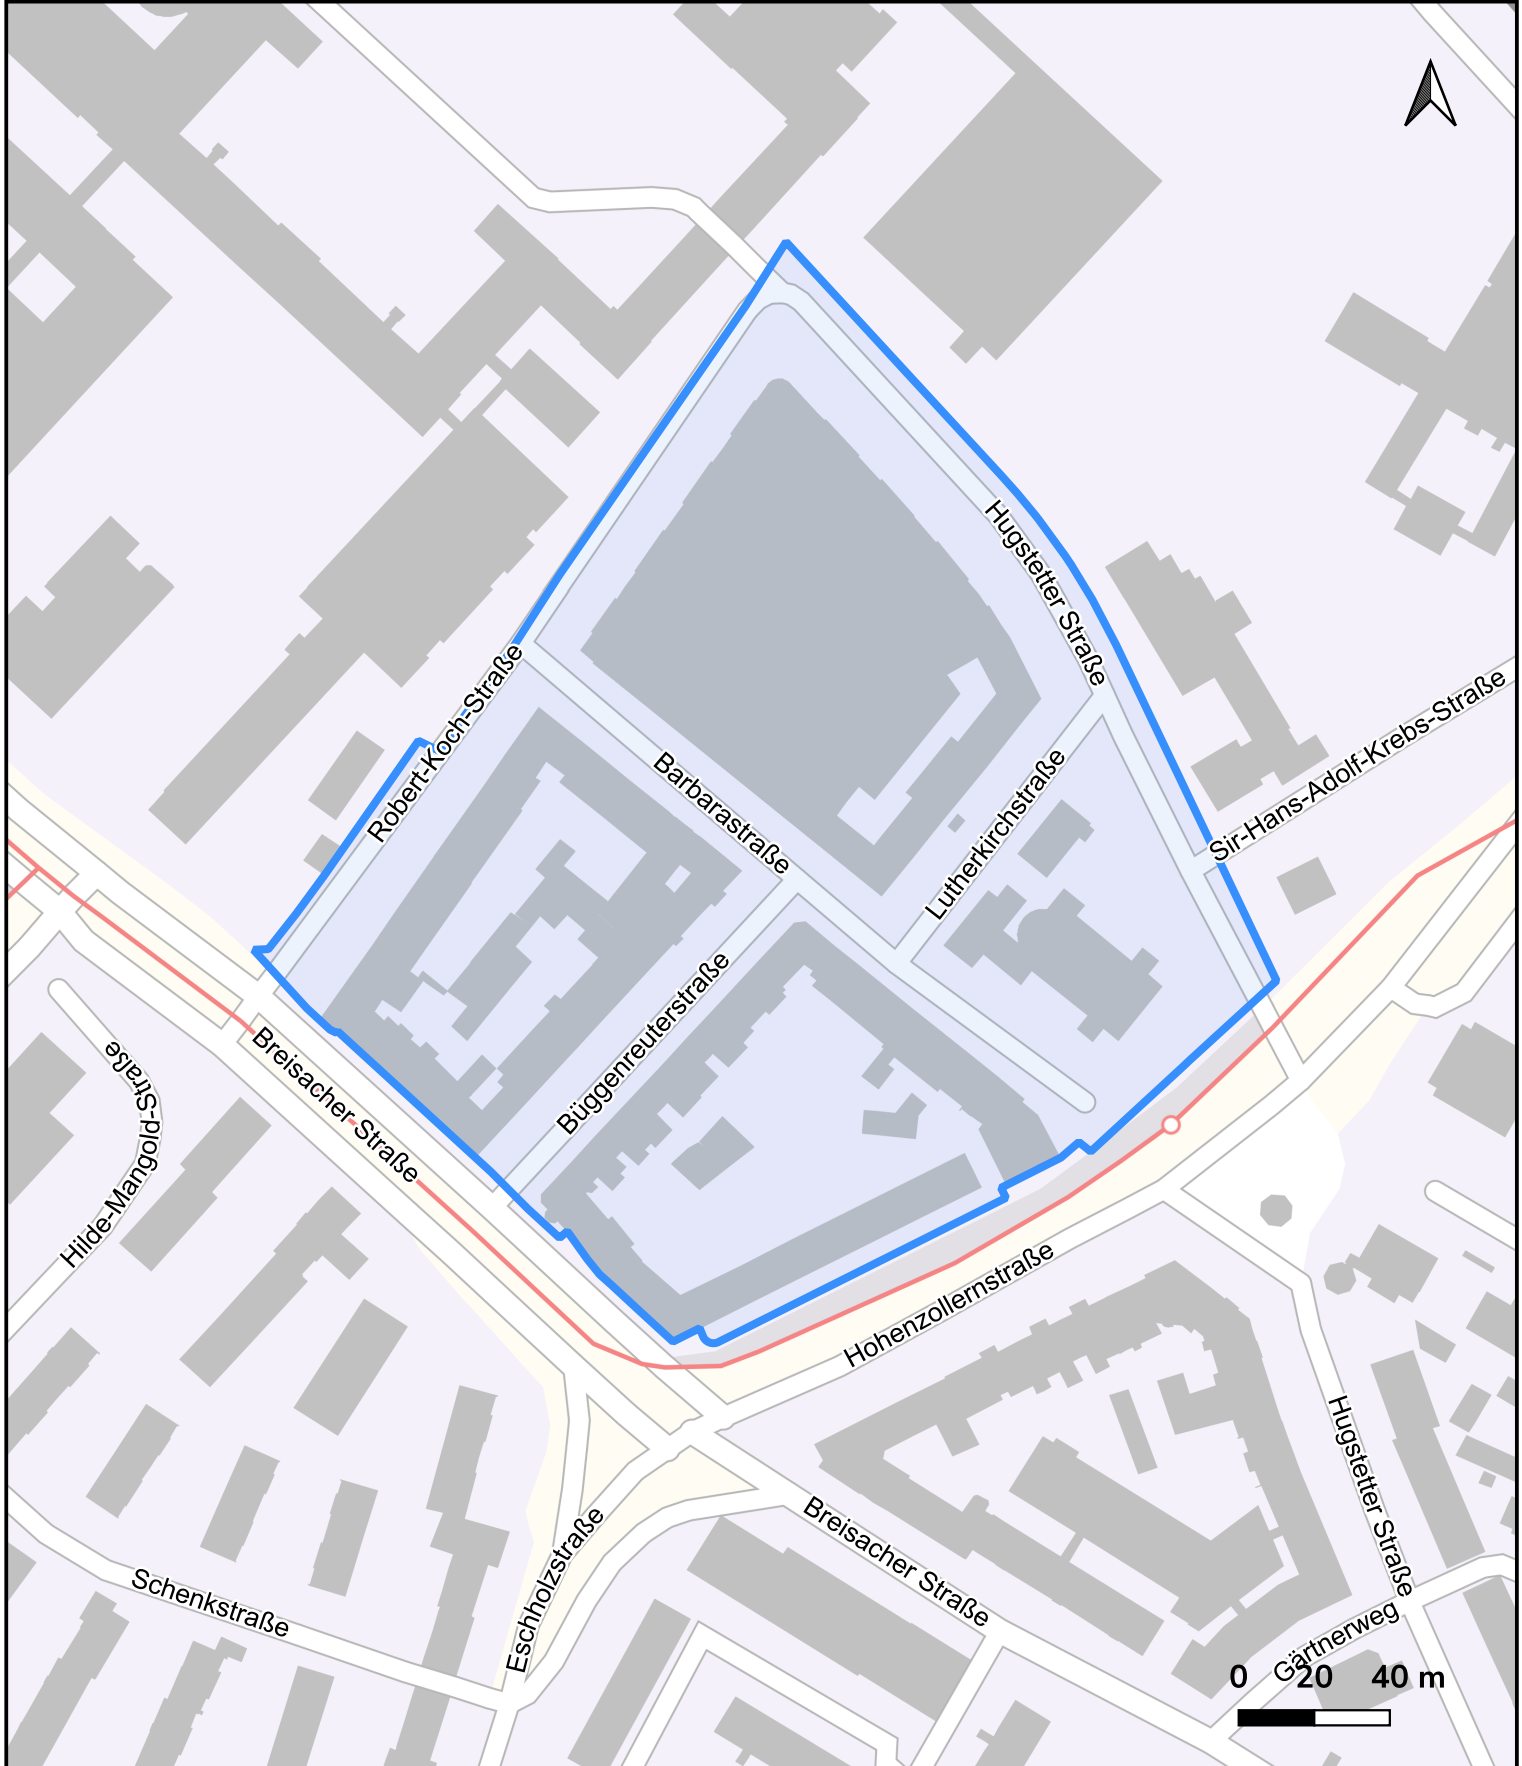 Hugstetter Straße
Robert-Koch-Straße
Sir-Hans-Adolf-Krebs-Straße
Barbarastraße
Lutherkirchstraße
Büggenreuterstraße
Breisacher Straße
Hilde-Mangold-Straße
Hohenzollernstraße
Hugstetter Straße
Breisacher Straße
Eschholzstraße
Schenkstraße
Gärtnerweg
0 20 40 m